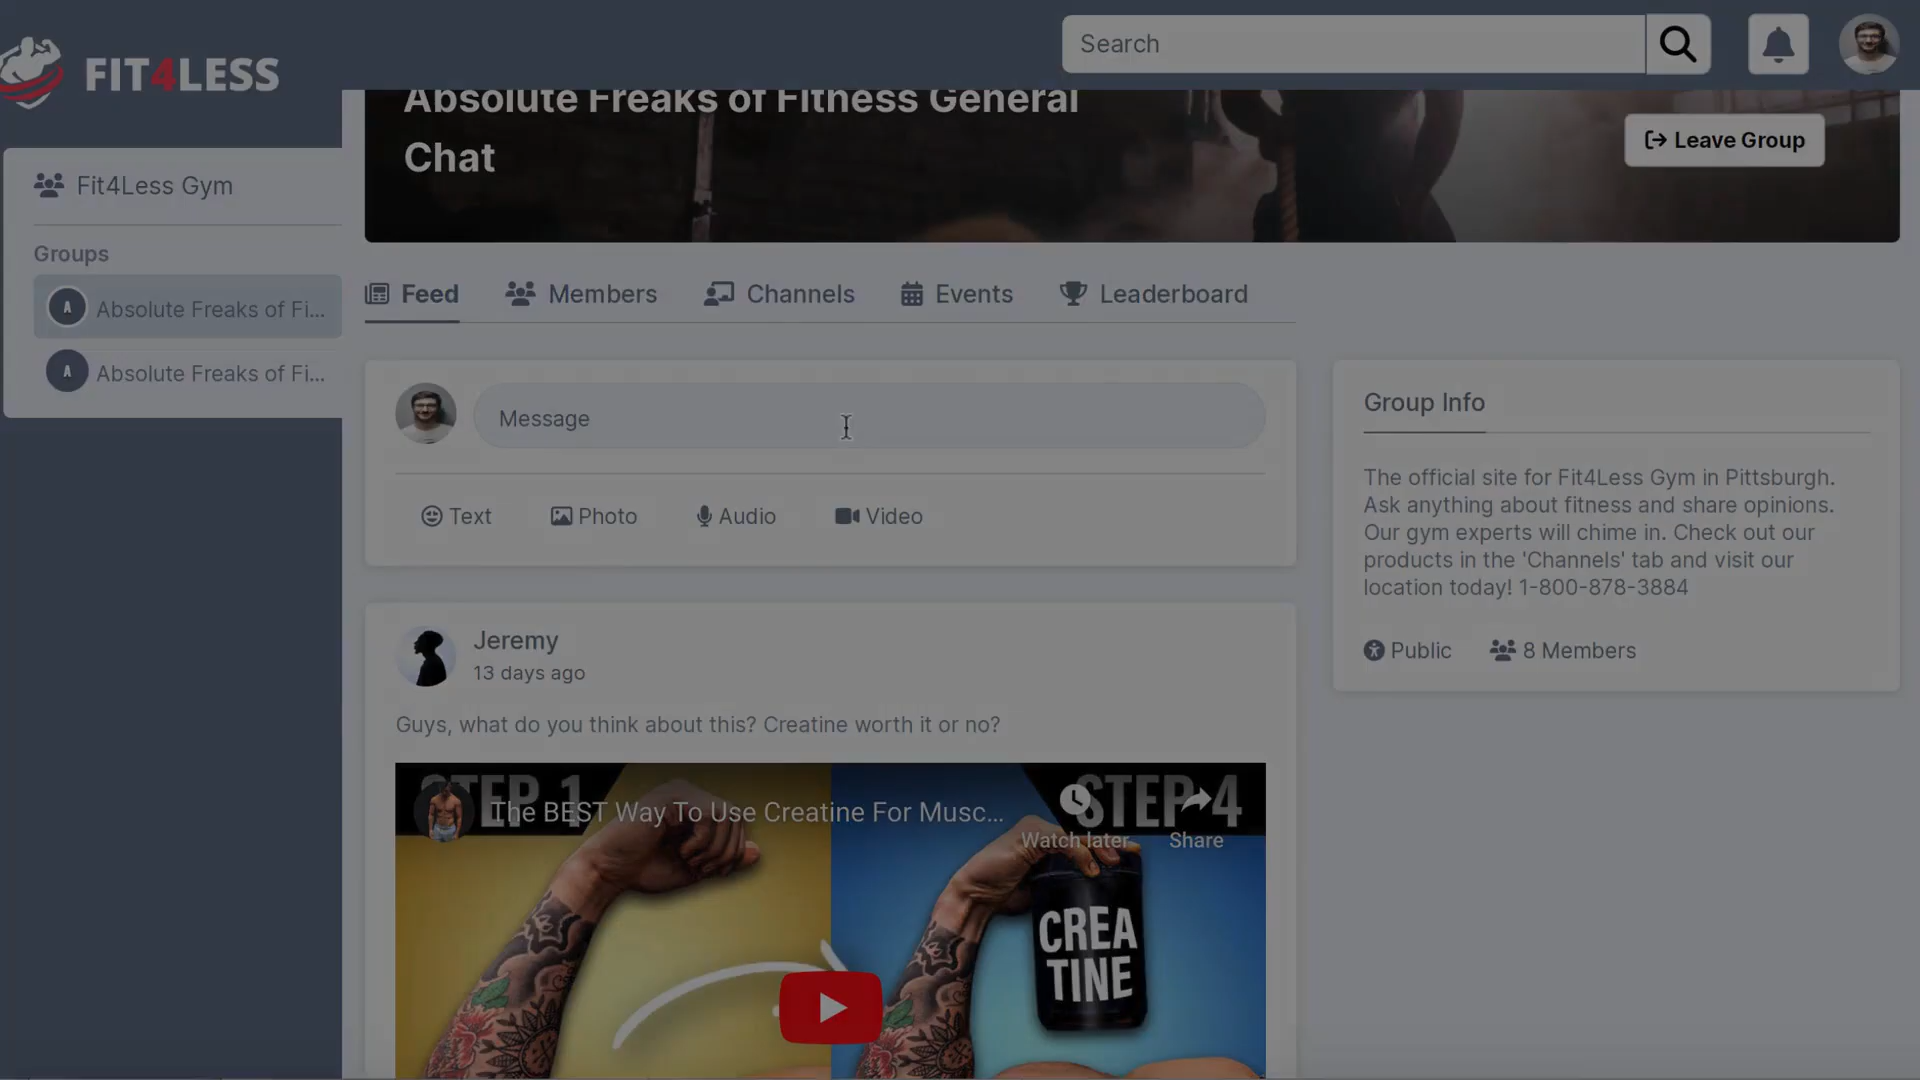 FIT4LESS
Search
Absolute Freaks of Fitness General
Chat
Leave Group
Fit4Less Gym
Groups
A Absolute Freaks of Fi...
A Absolute Freaks of Fi...
Feed Members Channels Events Leaderboard
Message
Text Photo Audio Video
Group Info
The official site for Fit4Less Gym in Pittsburgh.
Ask anything about fitness and share opinions.
Our gym experts will chime in. Check out our
products in the 'Channels' tab and visit our
location today! 1-800-878-3884
Public 8 Members
Jeremy
13 days ago
Guys, what do you think about this? Creatine worth it or no?
STEP 1
STEP 4
The BEST Way To Use Creatine For Musc...
Watch later Share
CREA
TINE